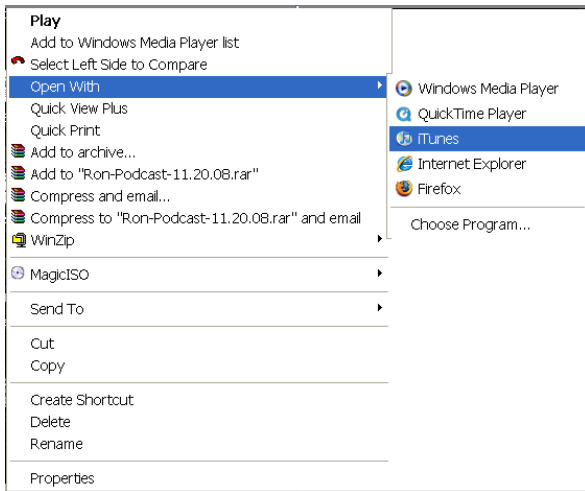 Play
Add to Windows Media Player list
Select Left Side to Compare
Open With
Quick View Plus
Quick Print
Add to archive...
Add to "Ron-Podcast-11.20.08.rar"
Compress and email...
Compress to "Ron-Podcast-11.20.08.rar" and email
WinZip
MagicISO
Send To
Cut
Copy
Create Shortcut
Delete
Rename
Properties
Windows Media Player
QuickTime Player
iTunes
Internet Explorer
Firefox
Choose Program...